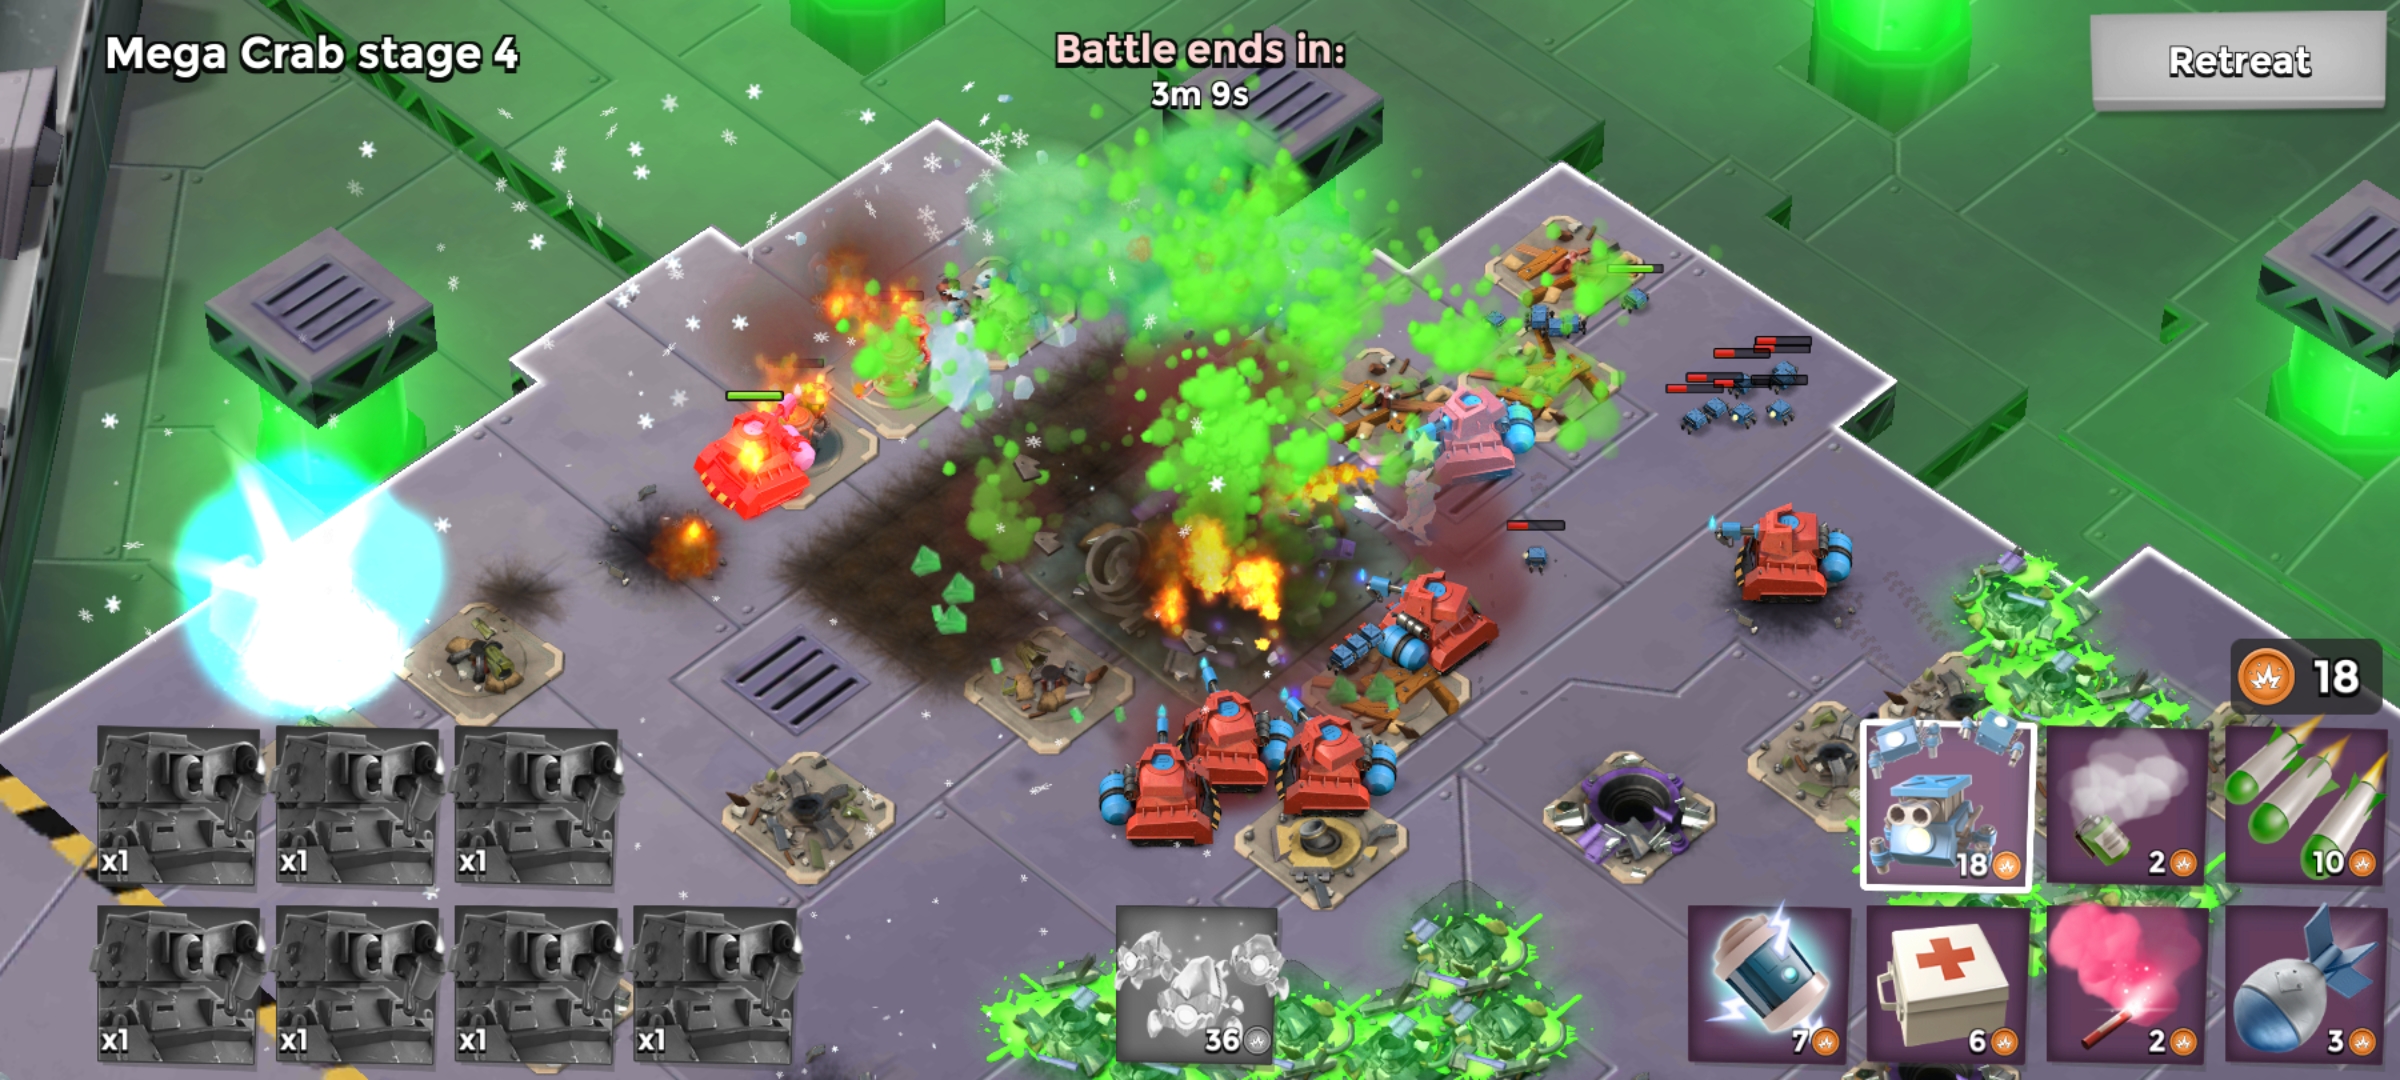 Mega Crab stage 4
Battle ends in:
3m 9s
Retreat
18
x1
x1
x1
18
2
10
x1
x1
x1
x1
36
7
6
2
3